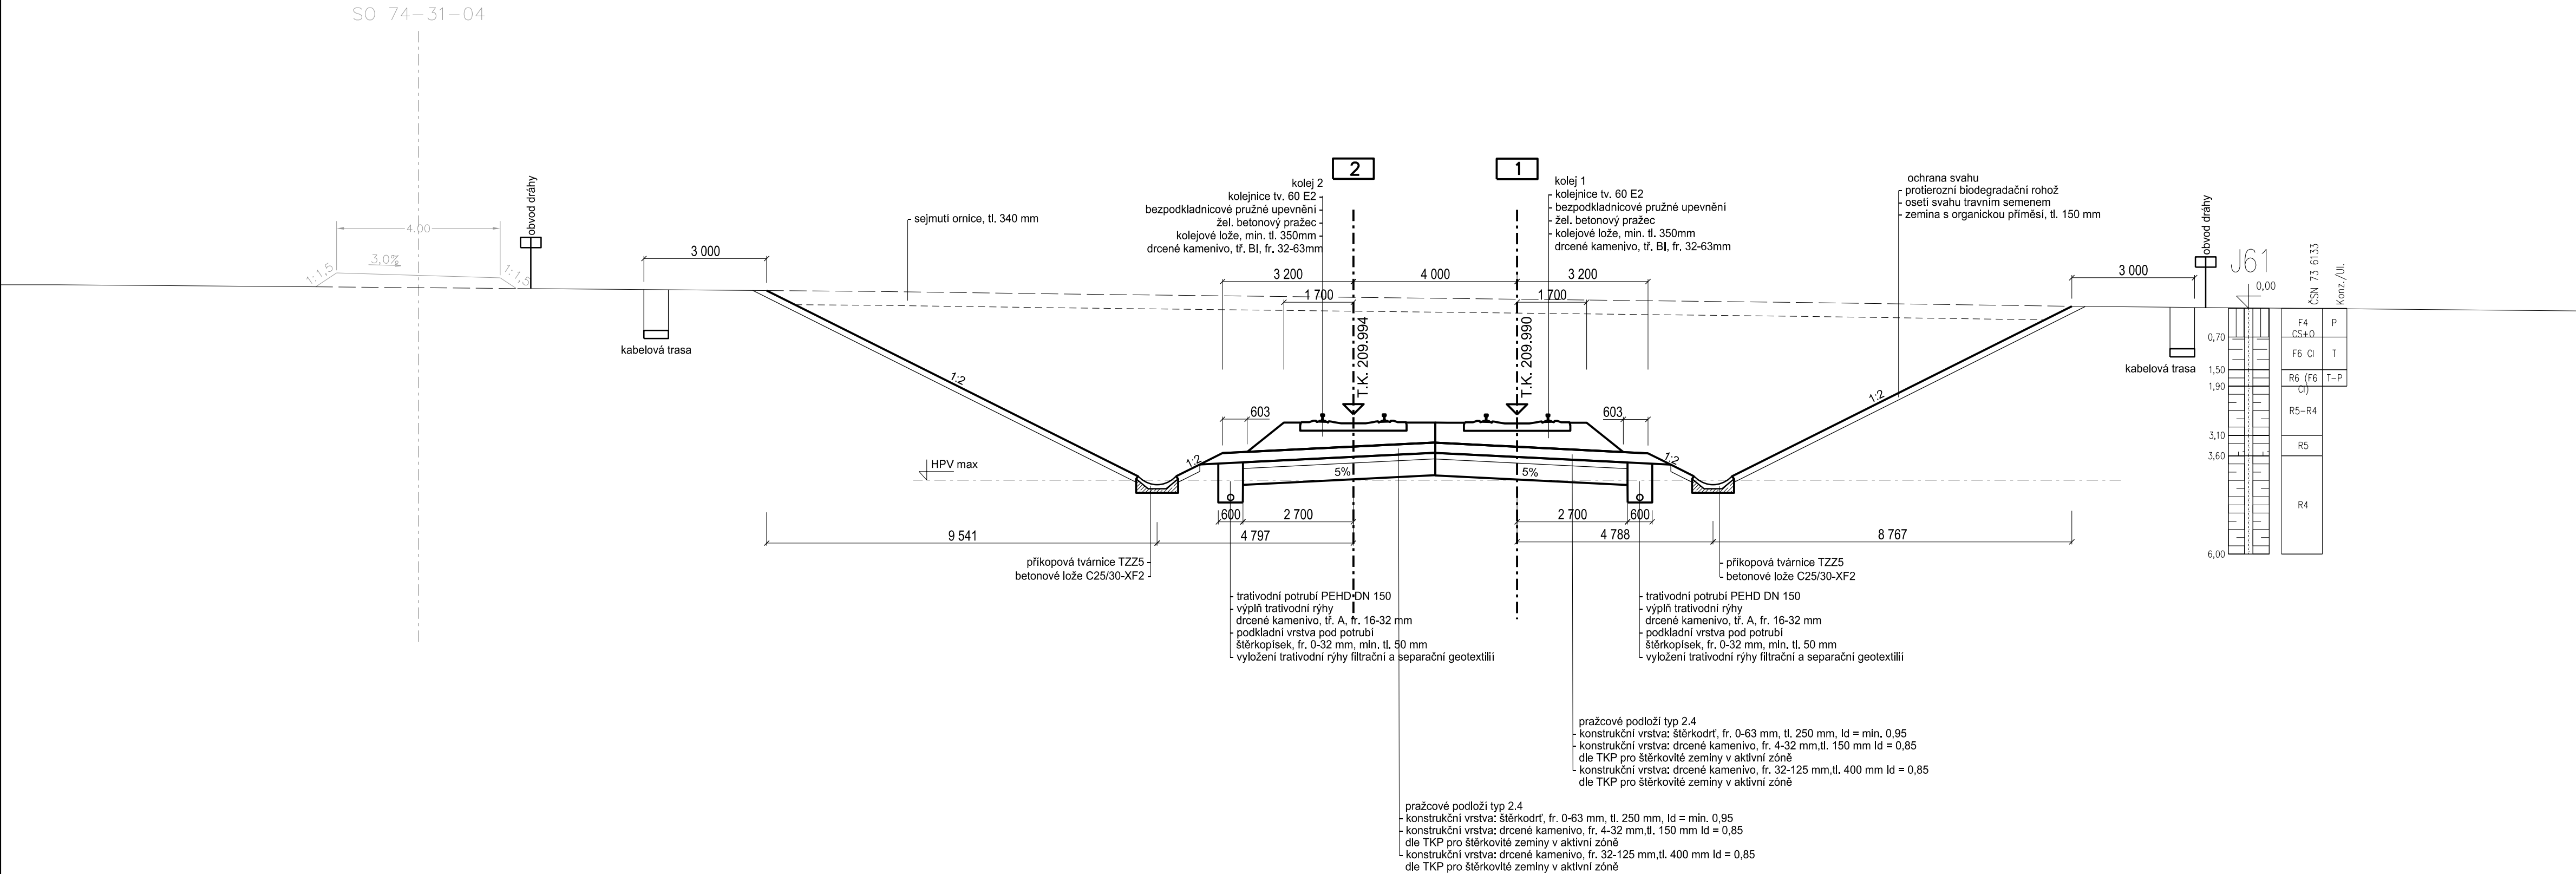 SO 74-31-04
4.00
3,0%
1:1,5
1:1,5
obvod dráhy
3 000
kabelová trasa
sejmutí ornice, tl. 340 mm
1:2
2
1
kolej 2
kolejnice tv. 60 E2
bezpodkladnicové pružné upevnění
žel. betonový pražec
kolejové lože, min. tl. 350mm
drcené kamenivo, tř. BI, fr. 32-63mm
kolej 1
kolejnice tv. 60 E2
bezpodkladnicové pružné upevnění
žel. betonový pražec
kolejové lože, min. tl. 350mm
drcené kamenivo, tř. BI, fr. 32-63mm
3 200
4 000
3 200
1 700
1 700
T.K. 209.994
T.K. 209.990
603
603
1:2
1:2
5%
5%
HPV max
ochrana svahu
protierozní biodegradační rohož
osetí svahu travním semenem
zemina s organickou příměsí, tl. 150 mm
1:2
obvod dráhy
3 000
kabelová trasa
J61
0,00
ČSN 73 6133
Konz./Ul.
F4 CS+O
P
0,70
F6 CI
T
1,50
R6 (F6 CI)
T-P
1,90
R5-R4
3,10
R5
3,60
R4
6,00
600
2 700
2 700
600
9 541
4 797
4 788
8 767
příkopová tvárnice TZZ5
betonové lože C25/30-XF2
příkopová tvárnice TZZ5
betonové lože C25/30-XF2
trativodní potrubí PEHD DN 150
výplň trativodní rýhy
drcené kamenivo, tř. A, fr. 16-32 mm
podkladní vrstva pod potrubí
štěrkopísek, fr. 0-32 mm, min. tl. 50 mm
vyložení trativodní rýhy filtrační a separační geotextilií
trativodní potrubí PEHD DN 150
výplň trativodní rýhy
drcené kamenivo, tř. A, fr. 16-32 mm
podkladní vrstva pod potrubí
štěrkopísek, fr. 0-32 mm, min. tl. 50 mm
vyložení trativodní rýhy filtrační a separační geotextilií
pražcové podloží typ 2.4
konstrukční vrstva: štěrkodrť, fr. 0-63 mm, tl. 250 mm, Id = min. 0,95
konstrukční vrstva: drcené kamenivo, fr. 4-32 mm,tl. 150 mm Id = 0,85
dle TKP pro štěrkovité zeminy v aktivní zóně
konstrukční vrstva: drcené kamenivo, fr. 32-125 mm,tl. 400 mm Id = 0,85
dle TKP pro štěrkovité zeminy v aktivní zóně
pražcové podloží typ 2.4
konstrukční vrstva: štěrkodrť, fr. 0-63 mm, tl. 250 mm, Id = min. 0,95
konstrukční vrstva: drcené kamenivo, fr. 4-32 mm,tl. 150 mm Id = 0,85
dle TKP pro štěrkovité zeminy v aktivní zóně
konstrukční vrstva: drcené kamenivo, fr. 32-125 mm,tl. 400 mm Id = 0,85
dle TKP pro štěrkovité zeminy v aktivní zóně